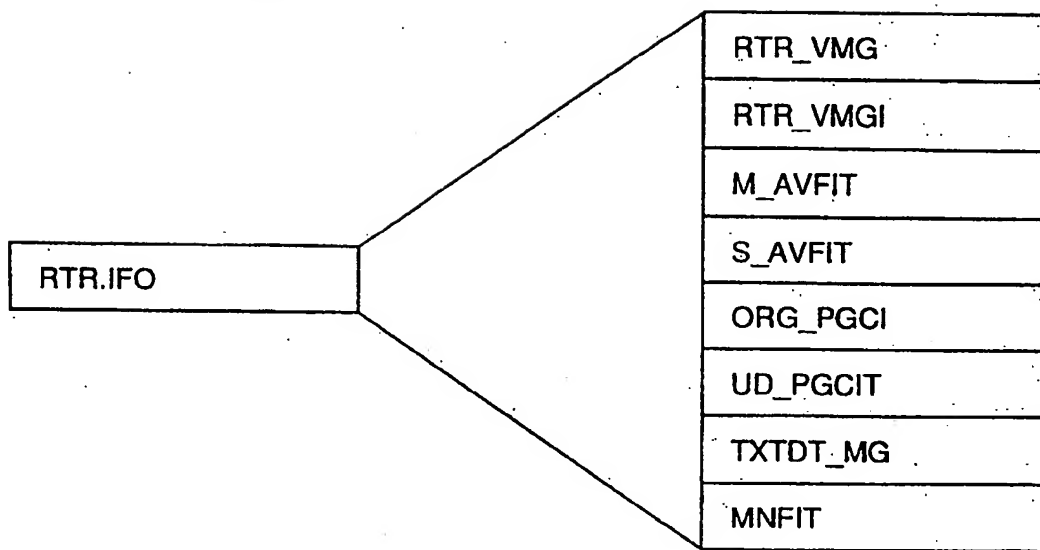 RTR.IFO
RTR_VMG
RTR_VMGI
M_AVFIT
S_AVFIT
ORG_PGCI
UD_PGCIT
TXTDT_MG
MNFIT